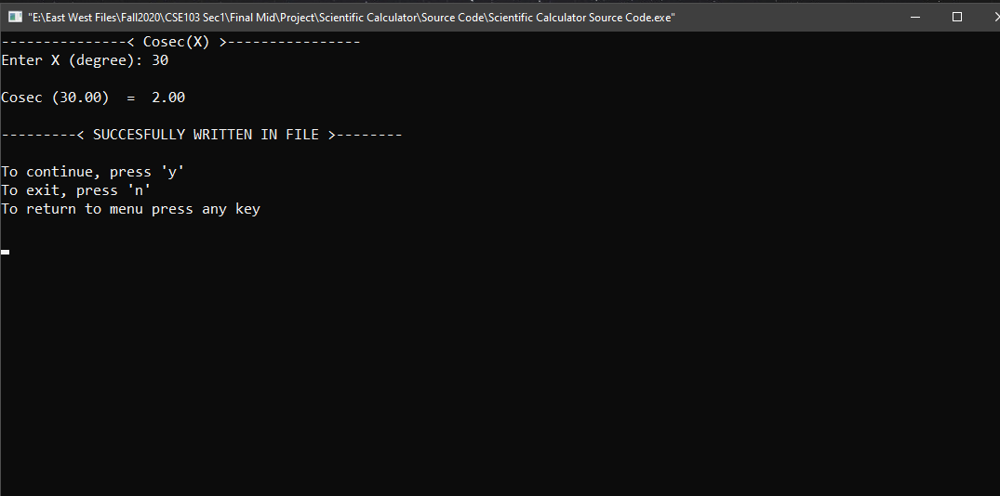 "E:\East West Files\Fall2020\CSE103 Sec1\Final Mid\Project\Scientific Calculator\Source Code\Scientific Calculator Source Code.exe"
---------------< Cosec(X) >----------------
Enter X (degree): 30
Cosec (30.00)  =  2.00
---------< SUCCESFULLY WRITTEN IN FILE >--------
To continue, press 'y'
To exit, press 'n'
To return to menu press any key